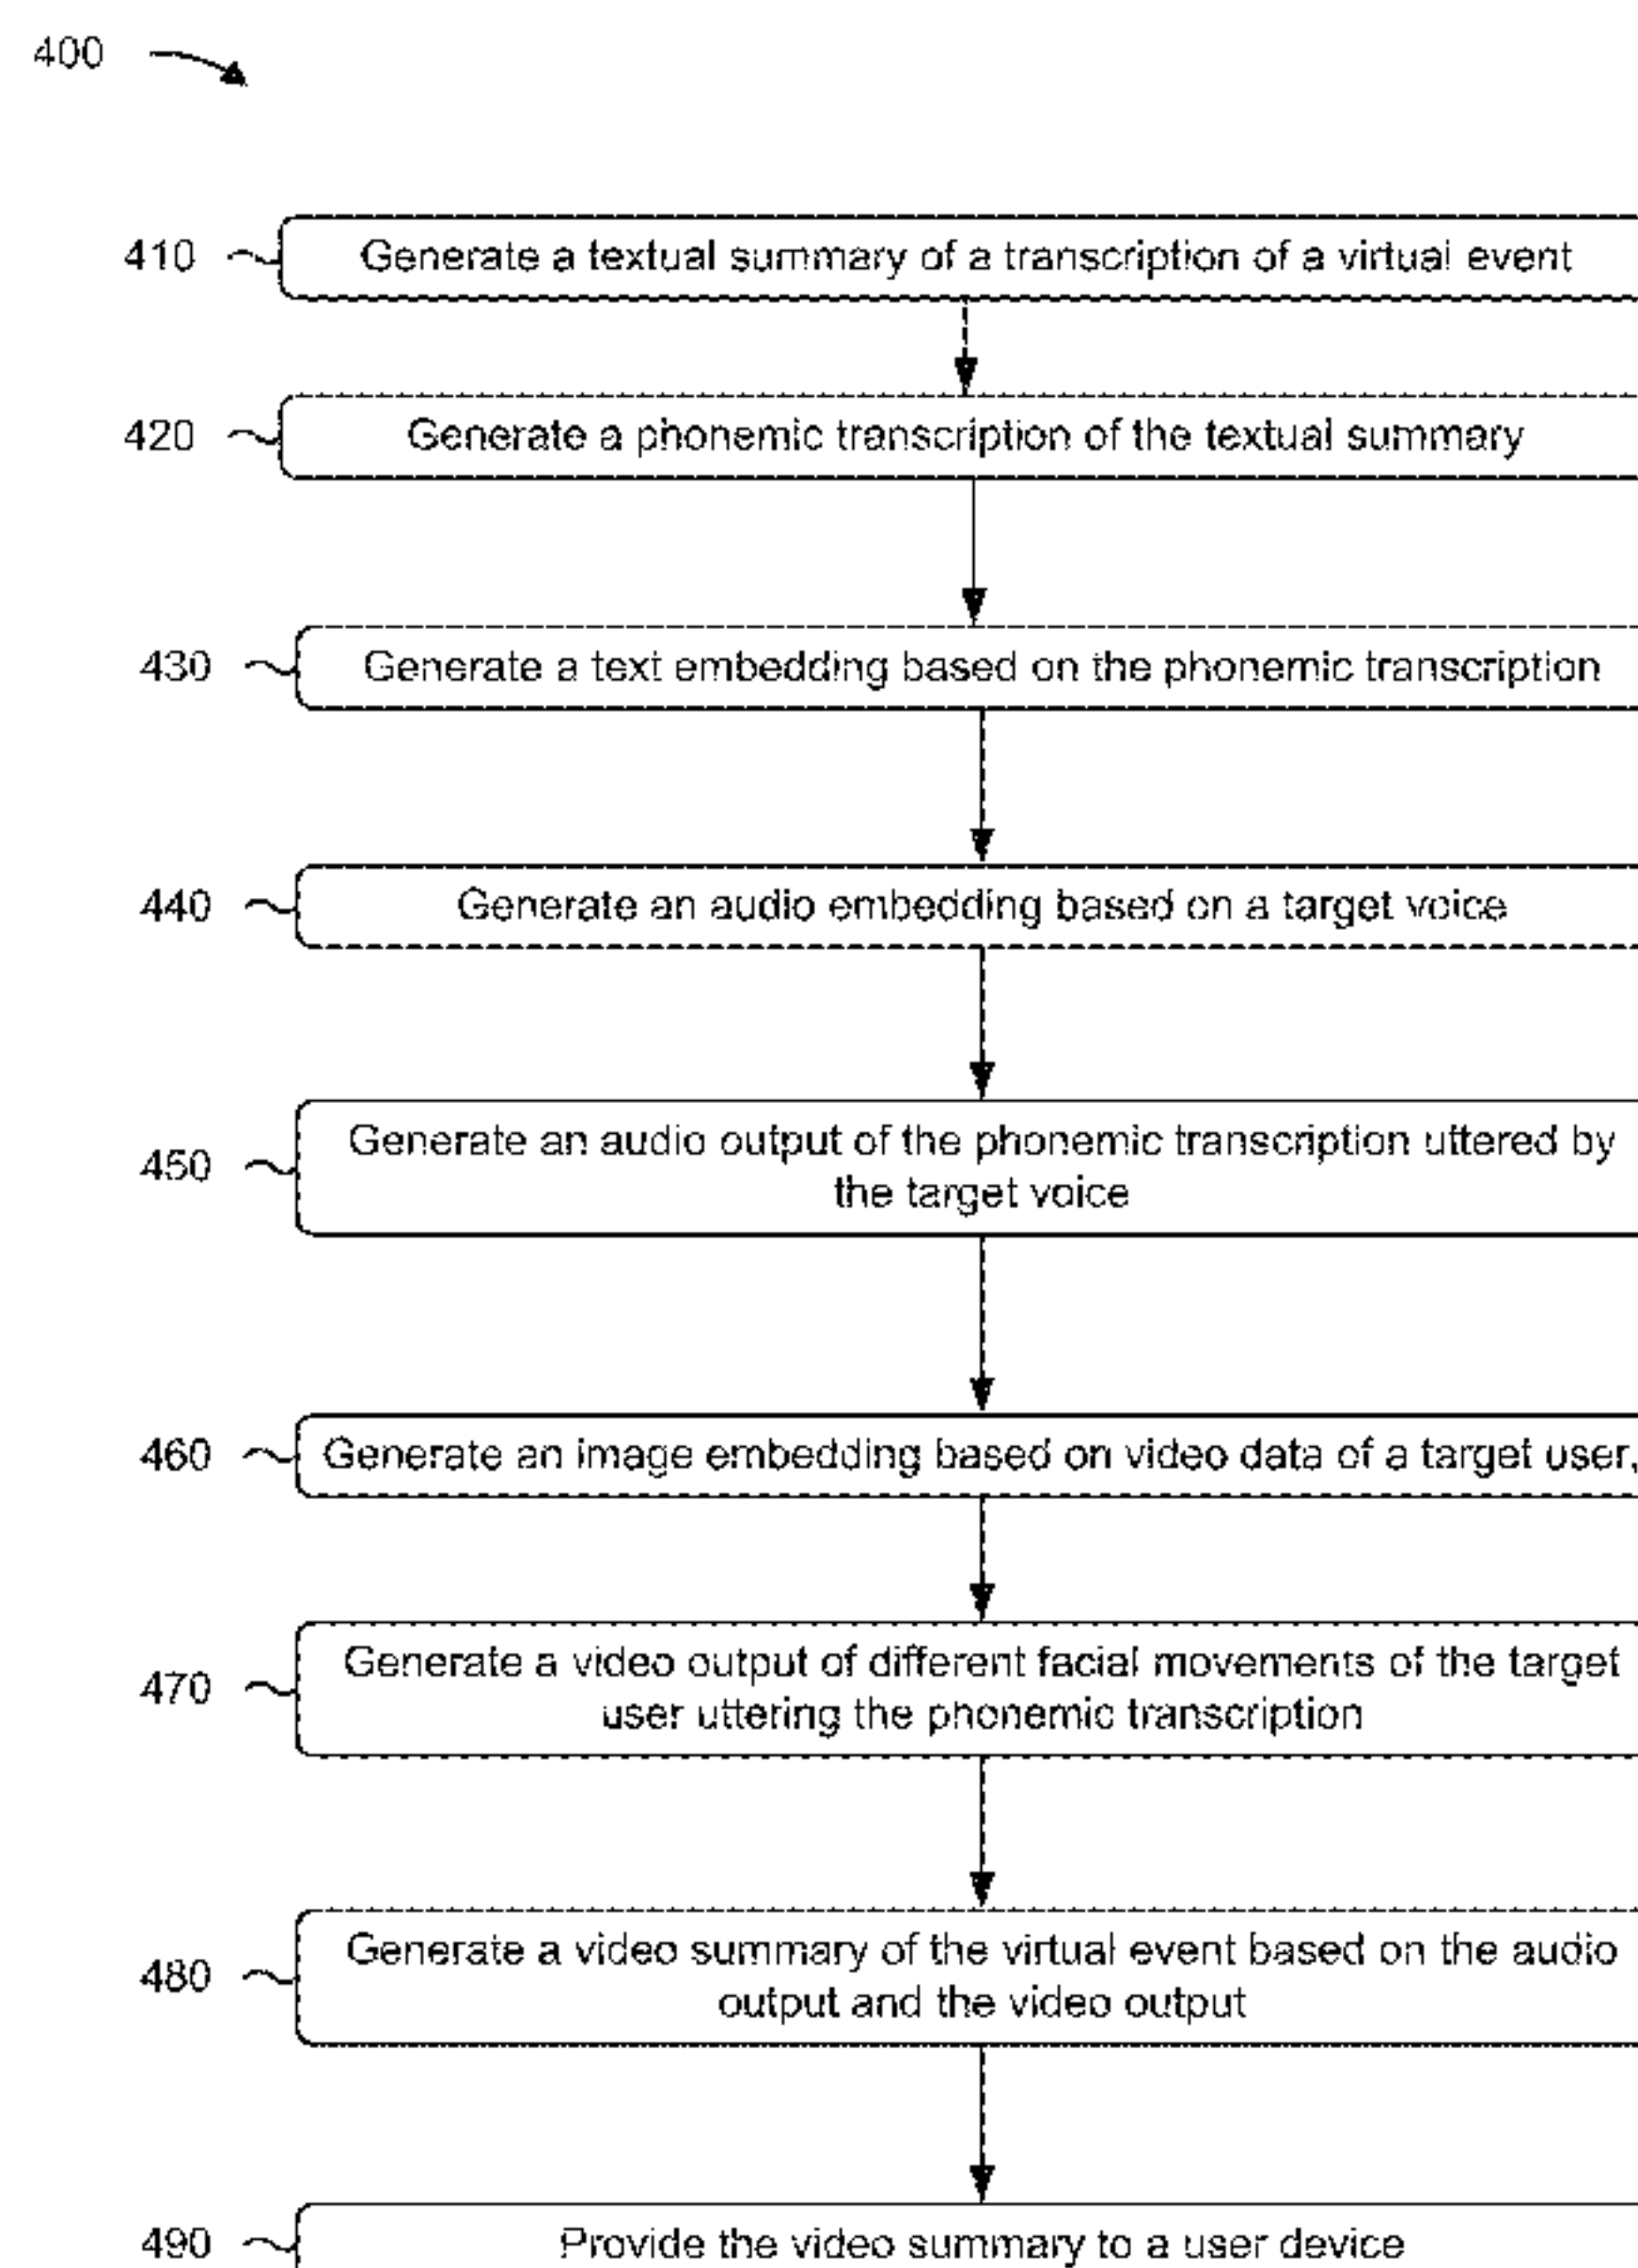 400
410 Generate a textual summary of a transcription of a virtual event
420 Generate a phonemic transcription of the textual summary
430 Generate a text embedding based on the phonemic transcription
440 Generate an audio embedding based on a target voice
450 Generate an audio output of the phonemic transcription uttered by
the target voice
460 Generate an image embedding based on video data of a target user,
470 Generate a video output of different facial movements of the target
user uttering the phonemic transcription
480 Generate a video summary of the virtual event based on the audio
output and the video output
490 Provide the video summary to a user device